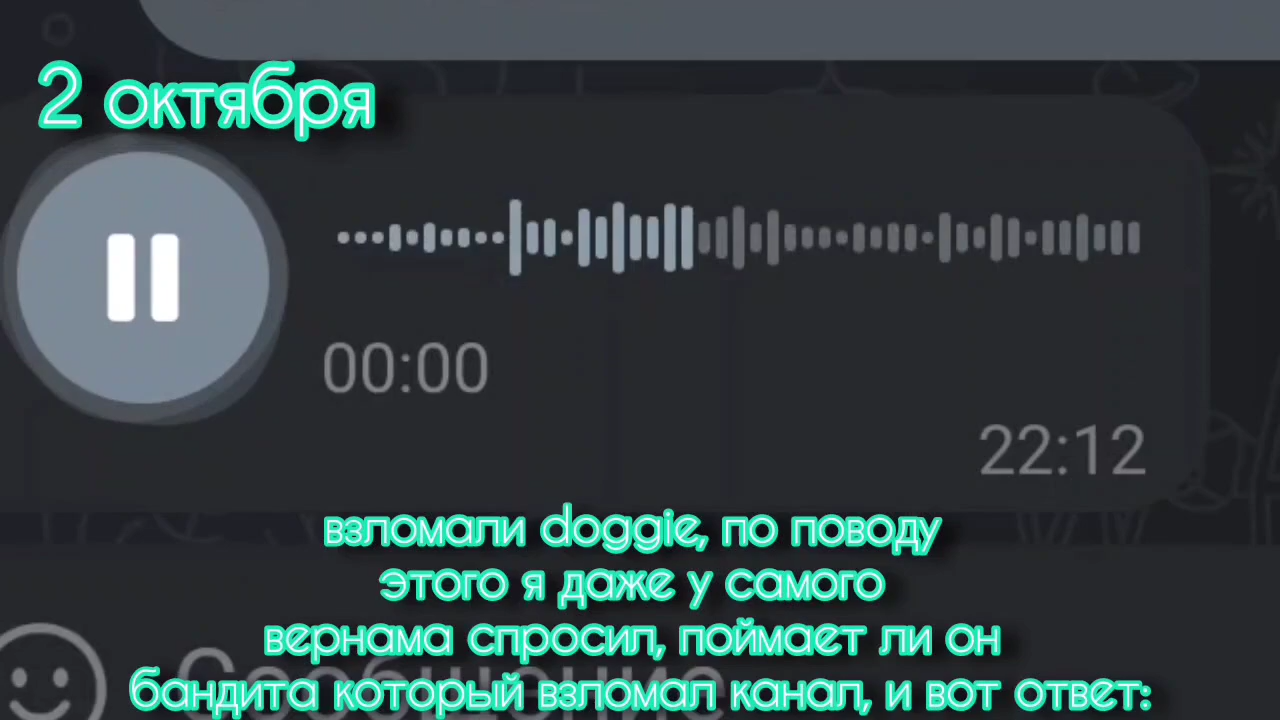 2 октября
00:00
22:12
взломали doggie, по поводу
этого я даже у самого
вернама спросил, поймает ли он
Сообщение
бандита который взломал канал, и вот ответ: